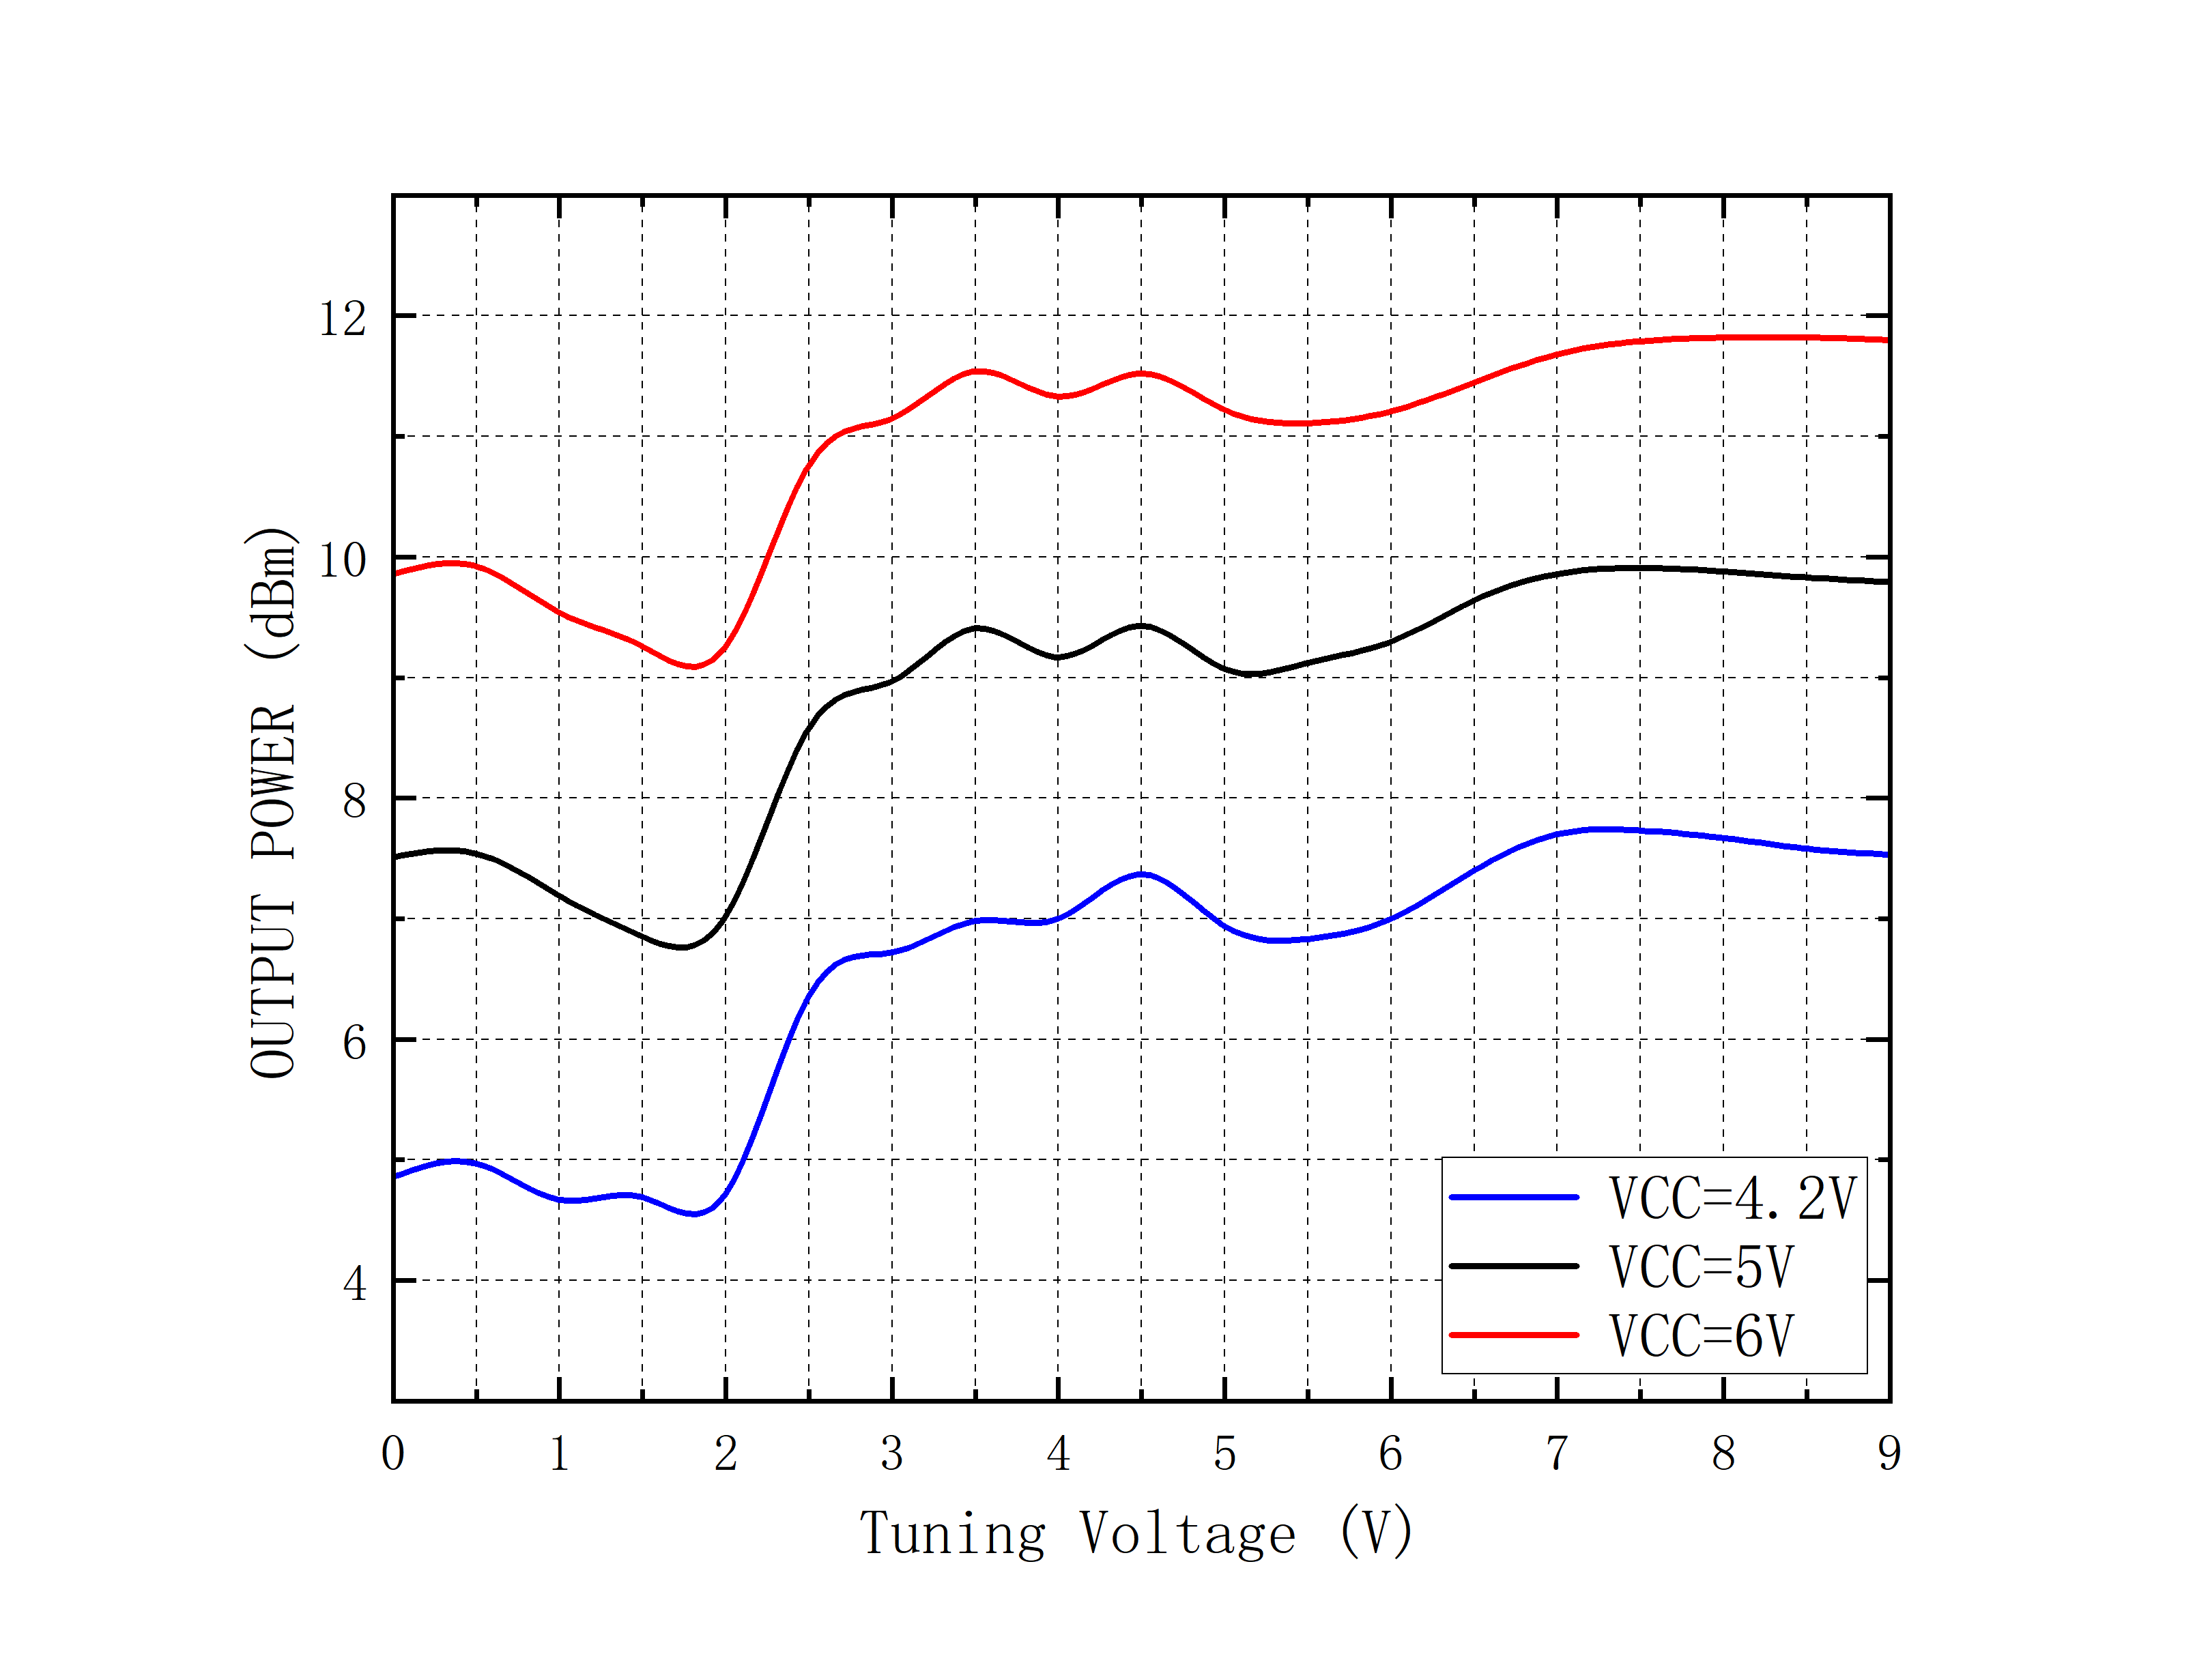 12
10
8
6
4
OUTPUT POWER (dBm)
VCC=4.2V
VCC=5V
VCC=6V
0 1 2 3 4 5 6 7 8 9
Tuning Voltage (V)